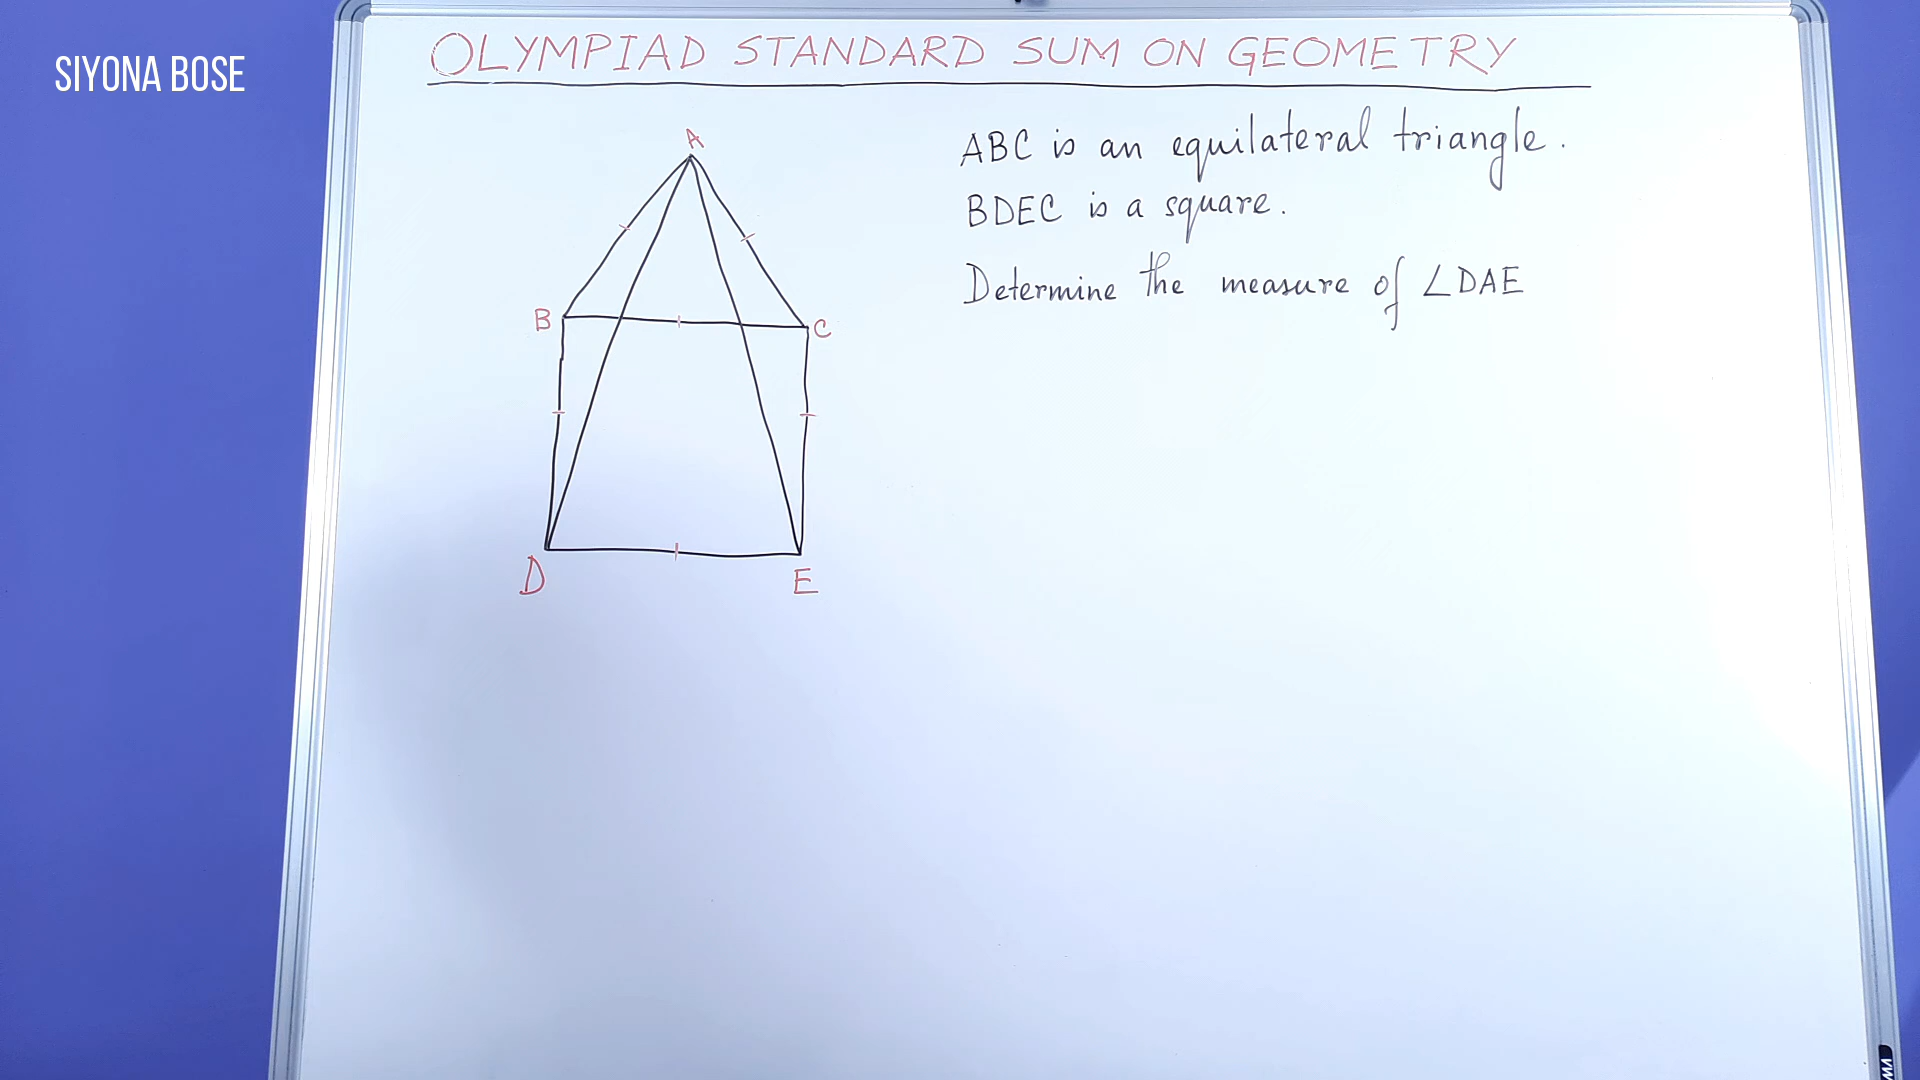 SIYONA BOSE
OLYMPIAD STANDARD SUM ON GEOMETRY
A
ABC is an equilateral triangle.
BDEC is a square.
Determine the measure of ∠DAE
B
C
D
E
VW